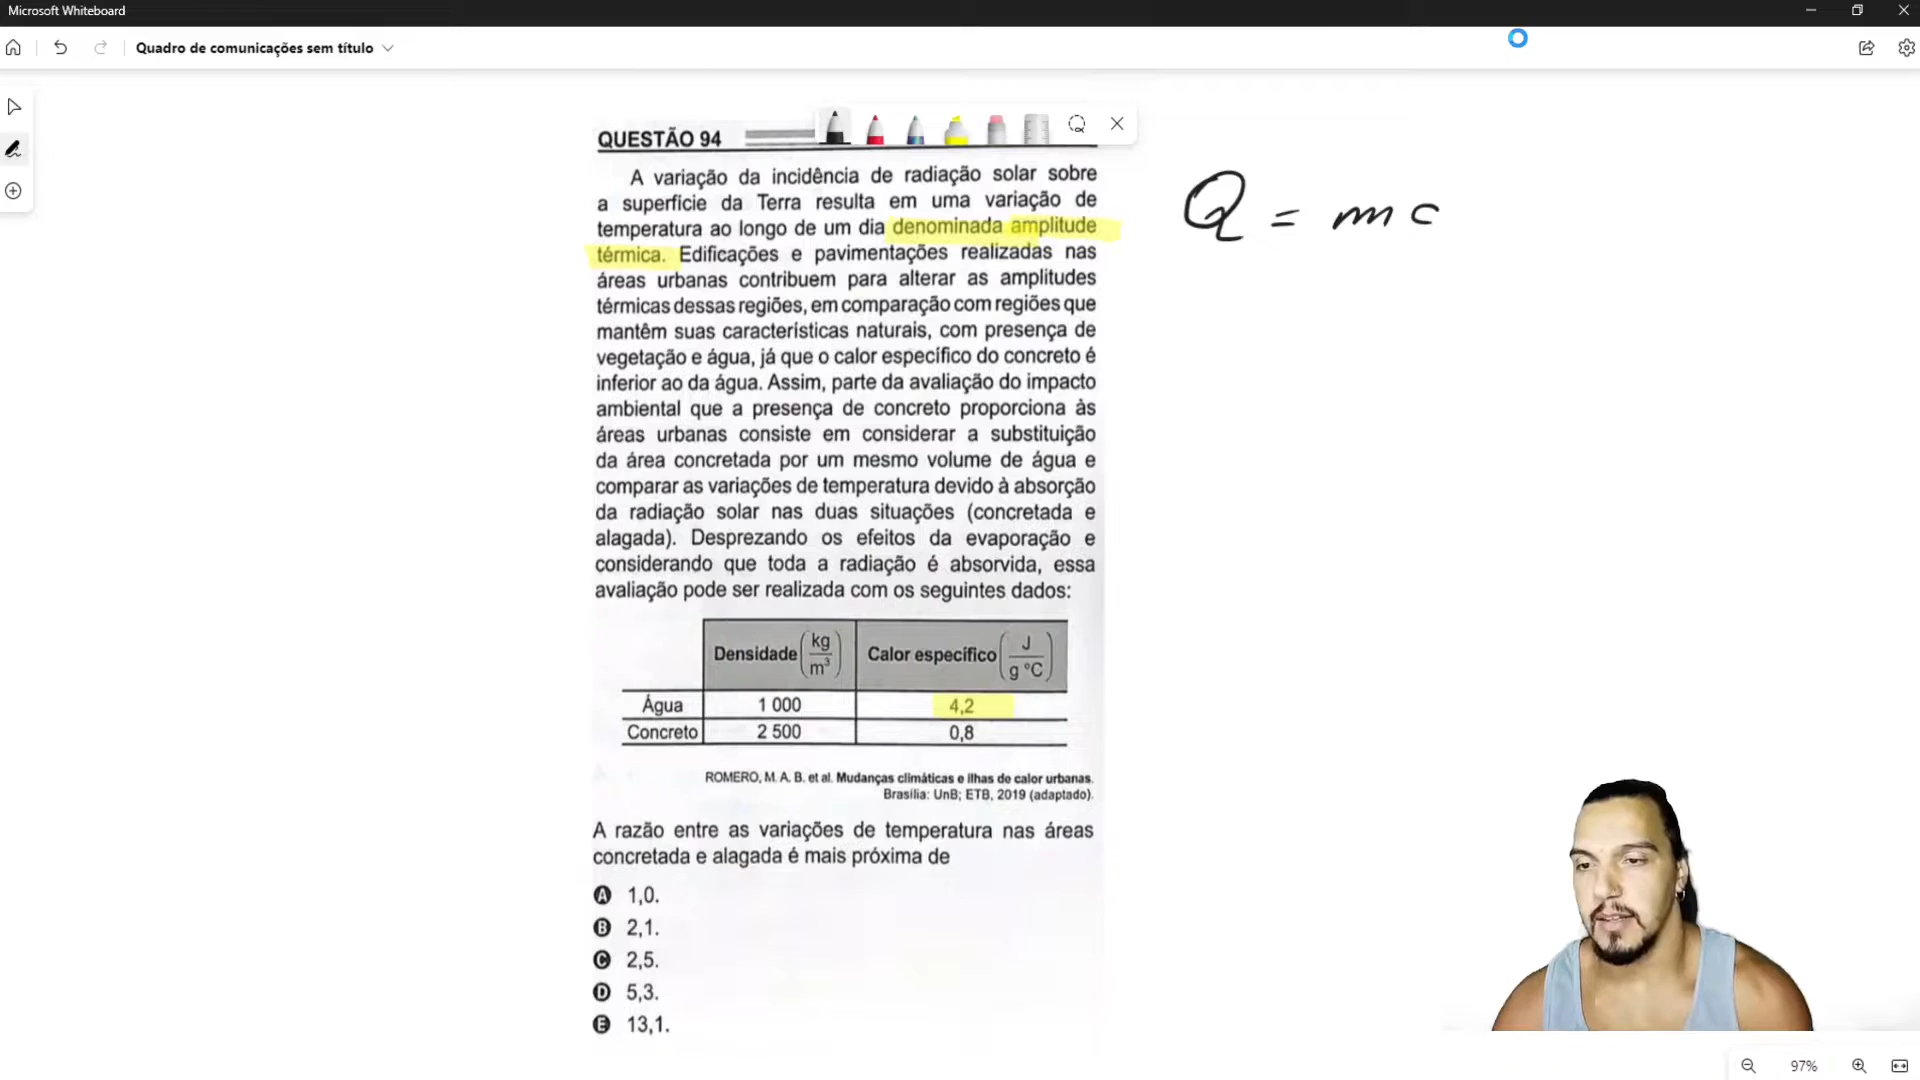 Microsoft Whiteboard
Quadro de comunicações sem título
QUESTÃO 94
Q = mc
A variação da incidência de radiação solar sobre
a superfície da Terra resulta em uma variação de
temperatura ao longo de um dia denominada amplitude
térmica. Edificações e pavimentações realizadas nas
áreas urbanas contribuem para alterar as amplitudes
térmicas dessas regiões, em comparação com regiões que
mantêm suas características naturais, com presença de
vegetação e água, já que o calor específico do concreto é
inferior ao da água. Assim, parte da avaliação do impacto
ambiental que a presença de concreto proporciona às
áreas urbanas consiste em considerar a substituição
da área concretada por um mesmo volume de água e
comparar as variações de temperatura devido à absorção
da radiação solar nas duas situações (concretada e
alagada). Desprezando os efeitos da evaporação e
considerando que toda a radiação é absorvida, essa
avaliação pode ser realizada com os seguintes dados:
Densidade (kg/m³) Calor específico (J/g °C)
Água 1 000 4,2
Concreto 2 500 0,8
ROMERO, M. A. B. et al. Mudanças climáticas e ilhas de calor urbanas.
Brasília: UnB; ETB, 2019 (adaptado).
A razão entre as variações de temperatura nas áreas
concretada e alagada é mais próxima de
A 1,0.
B 2,1.
C 2,5.
D 5,3.
E 13,1.
97%